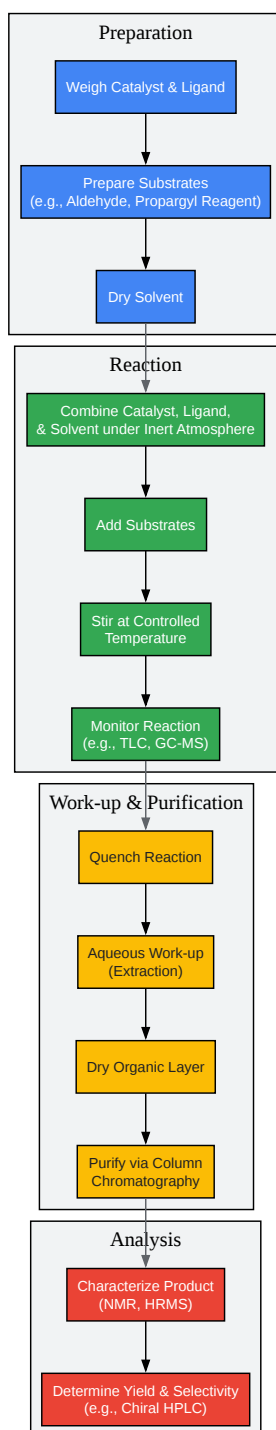 Preparation
Weigh Catalyst & Ligand
Prepare Substrates
(e.g., Aldehyde, Propargyl Reagent)
Dry Solvent
Reaction
Combine Catalyst, Ligand,
& Solvent under Inert Atmosphere
Add Substrates
Stir at Controlled
Temperature
Monitor Reaction
(e.g., TLC, GC-MS)
Work-up & Purification
Quench Reaction
Aqueous Work-up
(Extraction)
Dry Organic Layer
Purify via Column
Chromatography
Analysis
Characterize Product
(NMR, HRMS)
Determine Yield & Selectivity
(e.g., Chiral HPLC)